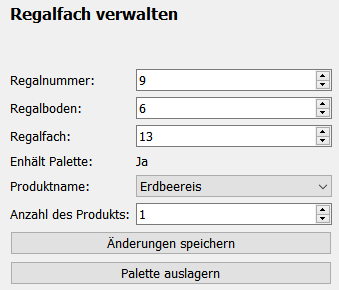 Regalfach verwalten
Regalnummer: 9
Regalboden: 6
Regalfach: 13
Enhält Palette: Ja
Produktname: Erdbeereis
Anzahl des Produkts: 1
Änderungen speichern
Palette auslagern